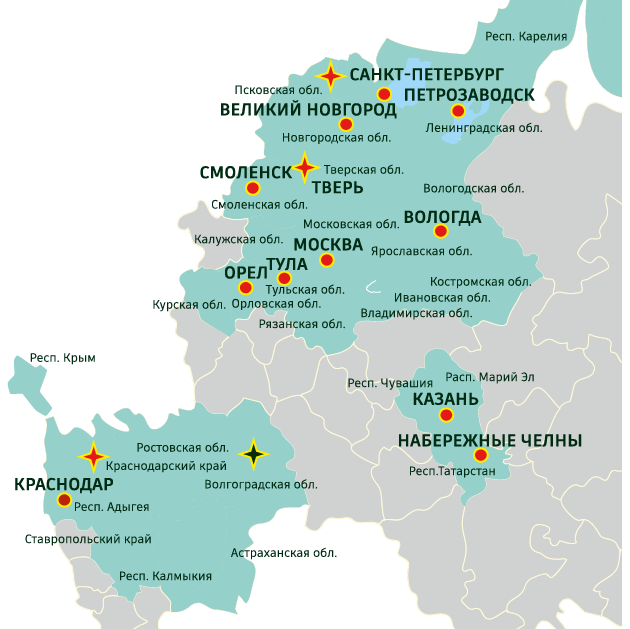 Респ. Карелия
САНКТ-ПЕТЕРБУРГ
Псковская обл.
ПЕТРОЗАВОДСК
ВЕЛИКИЙ НОВГОРОД
Ленинградская обл.
Новгородская обл.
СМОЛЕНСК
Тверская обл.
ТВЕРЬ
Вологодская обл.
Смоленская обл.
ВОЛОГДА
Московская обл.
Калужская обл.
МОСКВА
Ярославская обл.
ТУЛА
ОРЕЛ
Костромская обл.
Тульская обл.
Ивановская обл.
Курская обл.
Орловская обл.
Владимирская обл.
Рязанская обл.
Респ. Крым
Расп. Марий Эл
Респ. Чувашия
КАЗАНЬ
НАБЕРЕЖНЫЕ ЧЕЛНЫ
Ростовская обл.
Краснодарский край
Респ.Татарстан
КРАСНОДАР
Волгоградская обл.
Респ. Адыгея
Ставропольский край
Астраханская обл.
Респ. Калмыкия